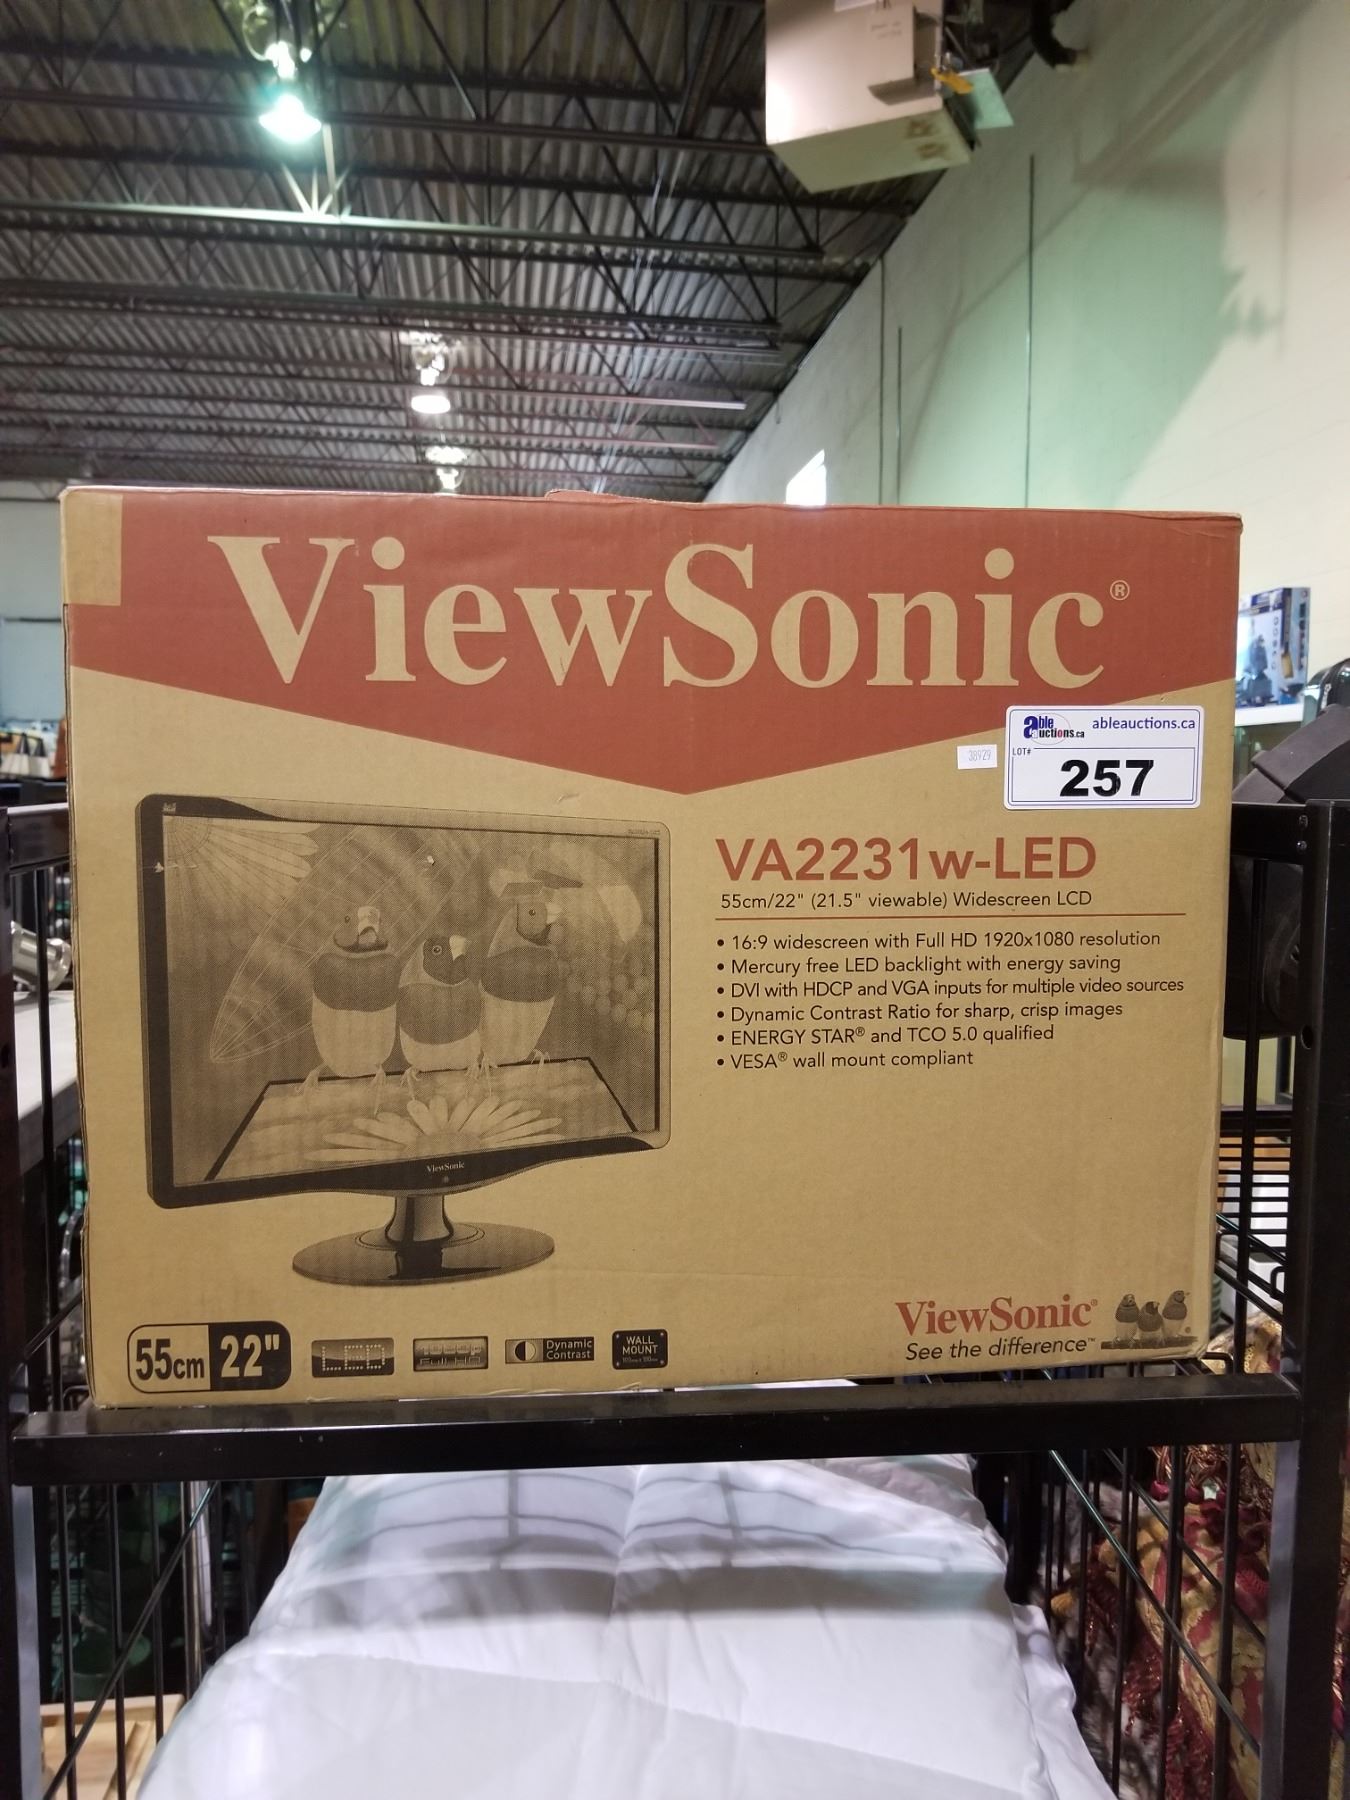 ViewSonic®
able auctions.ca
ableauctions.ca
LOT#
257
38929
VA2231w-LED
55cm/22" (21.5" viewable) Widescreen LCD
• 16:9 widescreen with Full HD 1920x1080 resolution
• Mercury free LED backlight with energy saving
• DVI with HDCP and VGA inputs for multiple video sources
• Dynamic Contrast Ratio for sharp, crisp images
• ENERGY STAR® and TCO 5.0 qualified
• VESA® wall mount compliant
ViewSonic
ViewSonic®
See the difference™
55cm 22"
LED
1080P
Full HD
Dynamic
Contrast
WALL
MOUNT